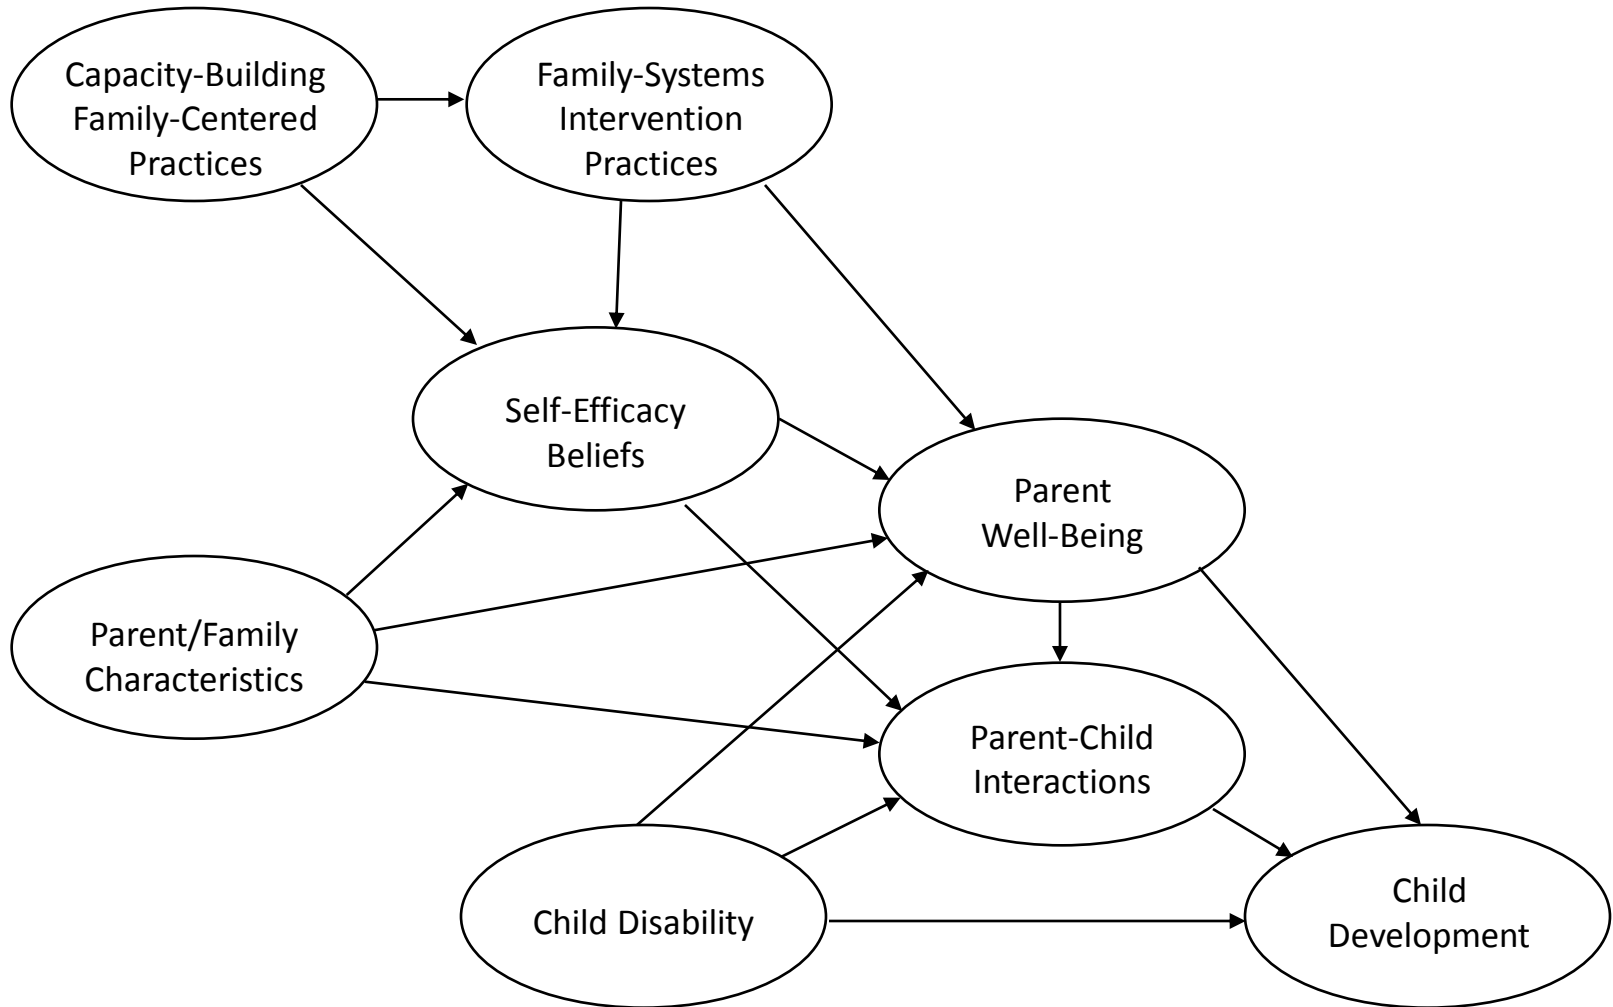 Capacity-Building
Family-Centered
Practices
Family-Systems
Intervention
Practices
Self-Efficacy
Beliefs
Parent
Well-Being
Parent/Family
Characteristics
Parent-Child
Interactions
Child Disability
Child
Development